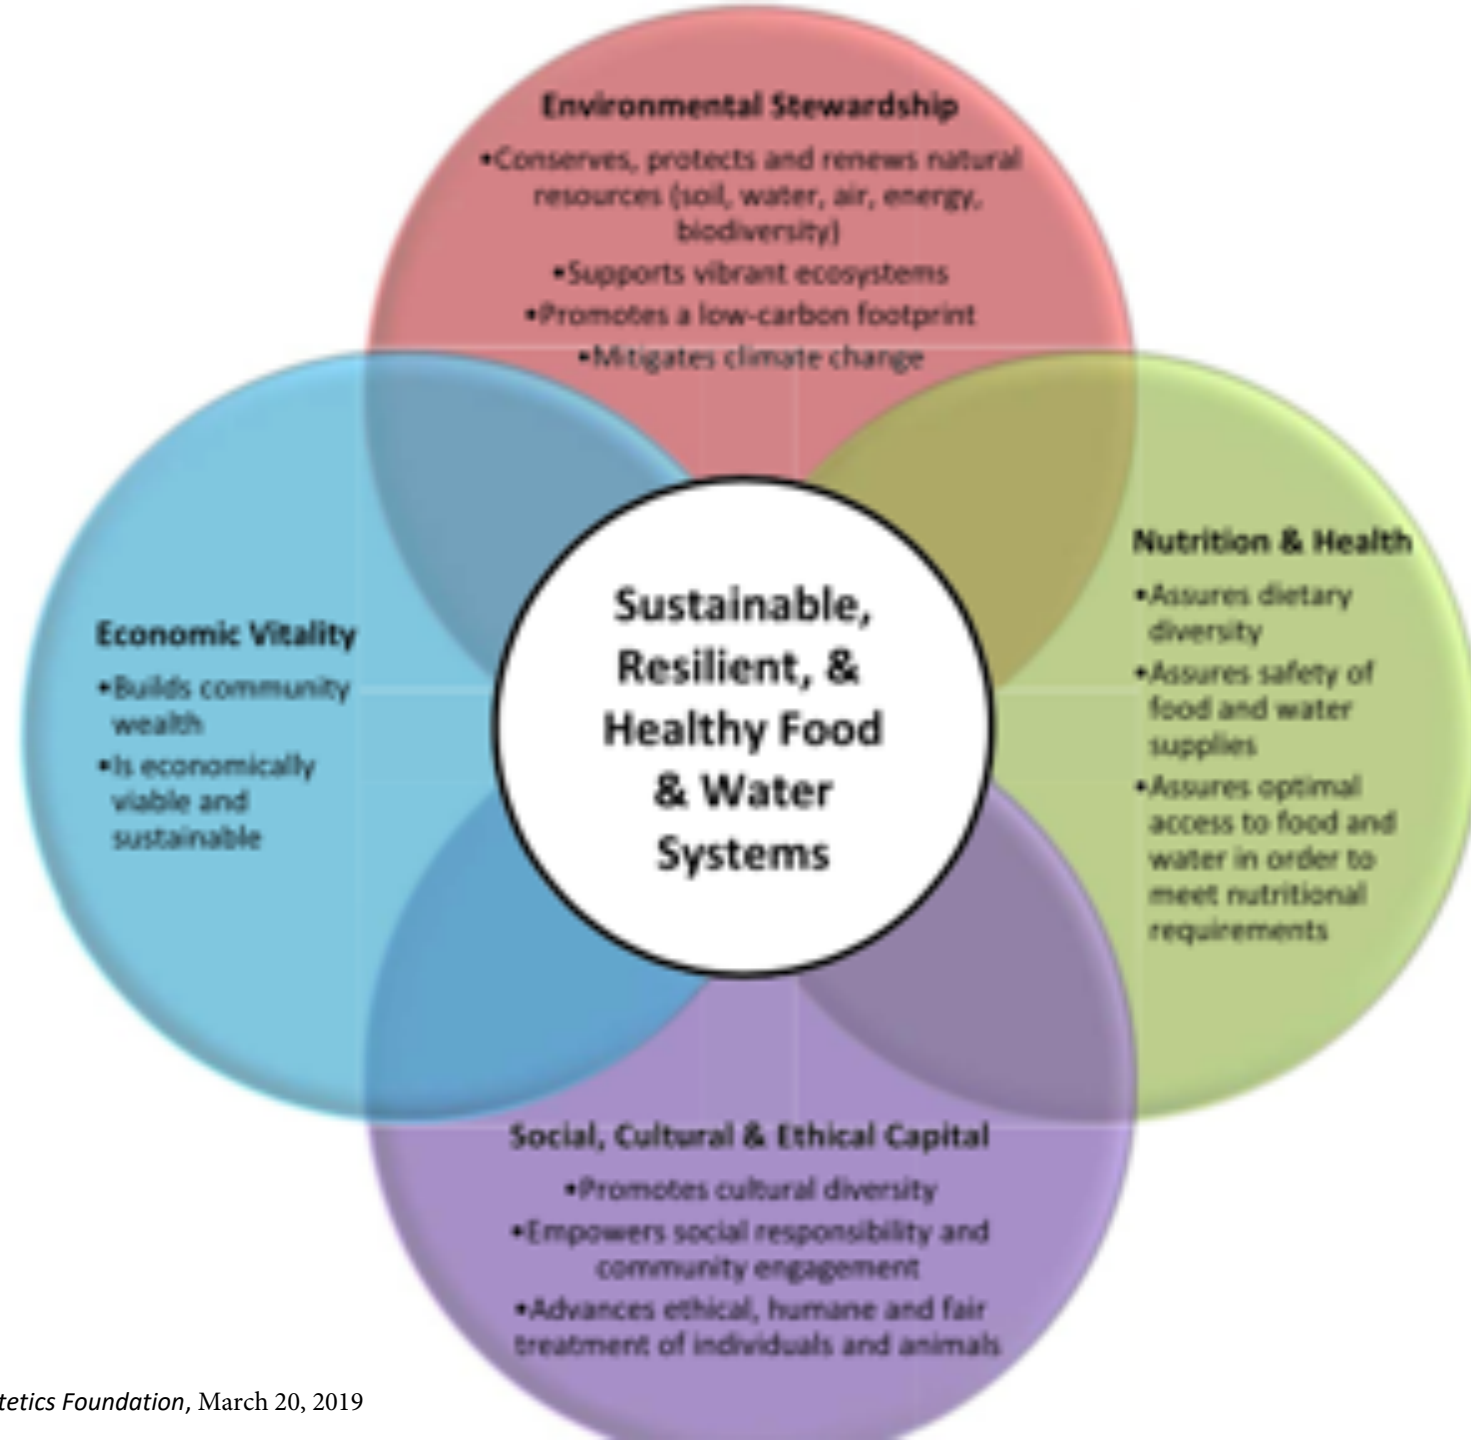 Environmental Stewardship
•Conserves, protects and renews natural
resources (soil, water, air, energy,
biodiversity)
•Supports vibrant ecosystems
•Promotes a low-carbon footprint
•Mitigates climate change
Economic Vitality
•Builds community
wealth
•Is economically
viable and
sustainable
Sustainable,
Resilient, &
Healthy Food
& Water
Systems
Nutrition & Health
•Assures dietary
diversity
•Assures safety of
food and water
supplies
•Assures optimal
access to food and
water in order to
meet nutritional
requirements
Social, Cultural & Ethical Capital
•Promotes cultural diversity
•Empowers social responsibility and
community engagement
•Advances ethical, humane and fair
treatment of individuals and animals
tetics Foundation, March 20, 2019